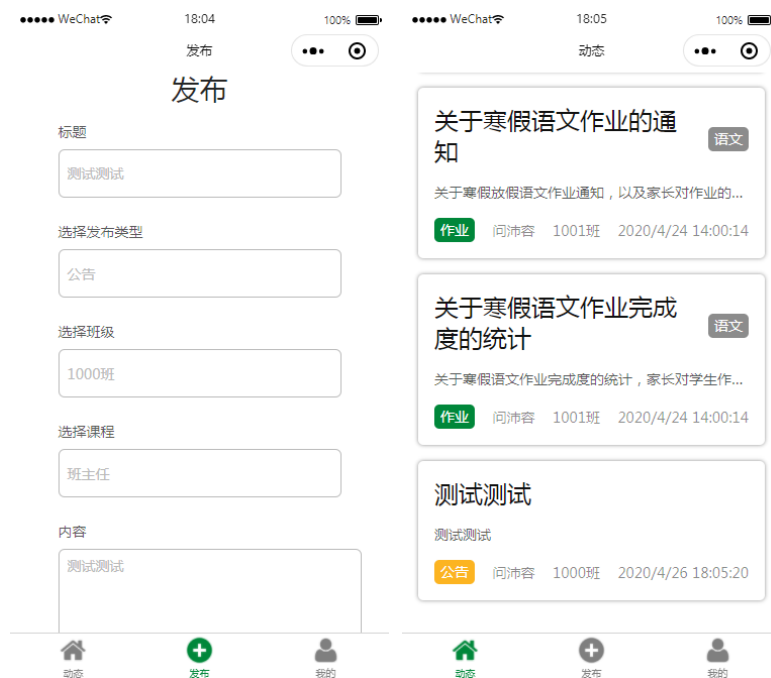 WeChat 18:04 100%
发布
发布
标题
测试测试
选择发布类型
公告
选择班级
1000班
选择课程
班主任
内容
测试测试
动态 发布 我的
WeChat 18:05 100%
动态
关于寒假语文作业的通
知
语文
关于寒假放假语文作业通知，以及家长对作业的...
作业 问沛容 1001班 2020/4/24 14:00:14
关于寒假语文作业完成
度的统计
语文
关于寒假语文作业完成度的统计，家长对学生作...
作业 问沛容 1001班 2020/4/24 14:00:14
测试测试
测试测试
公告 问沛容 1000班 2020/4/26 18:05:20
动态 发布 我的